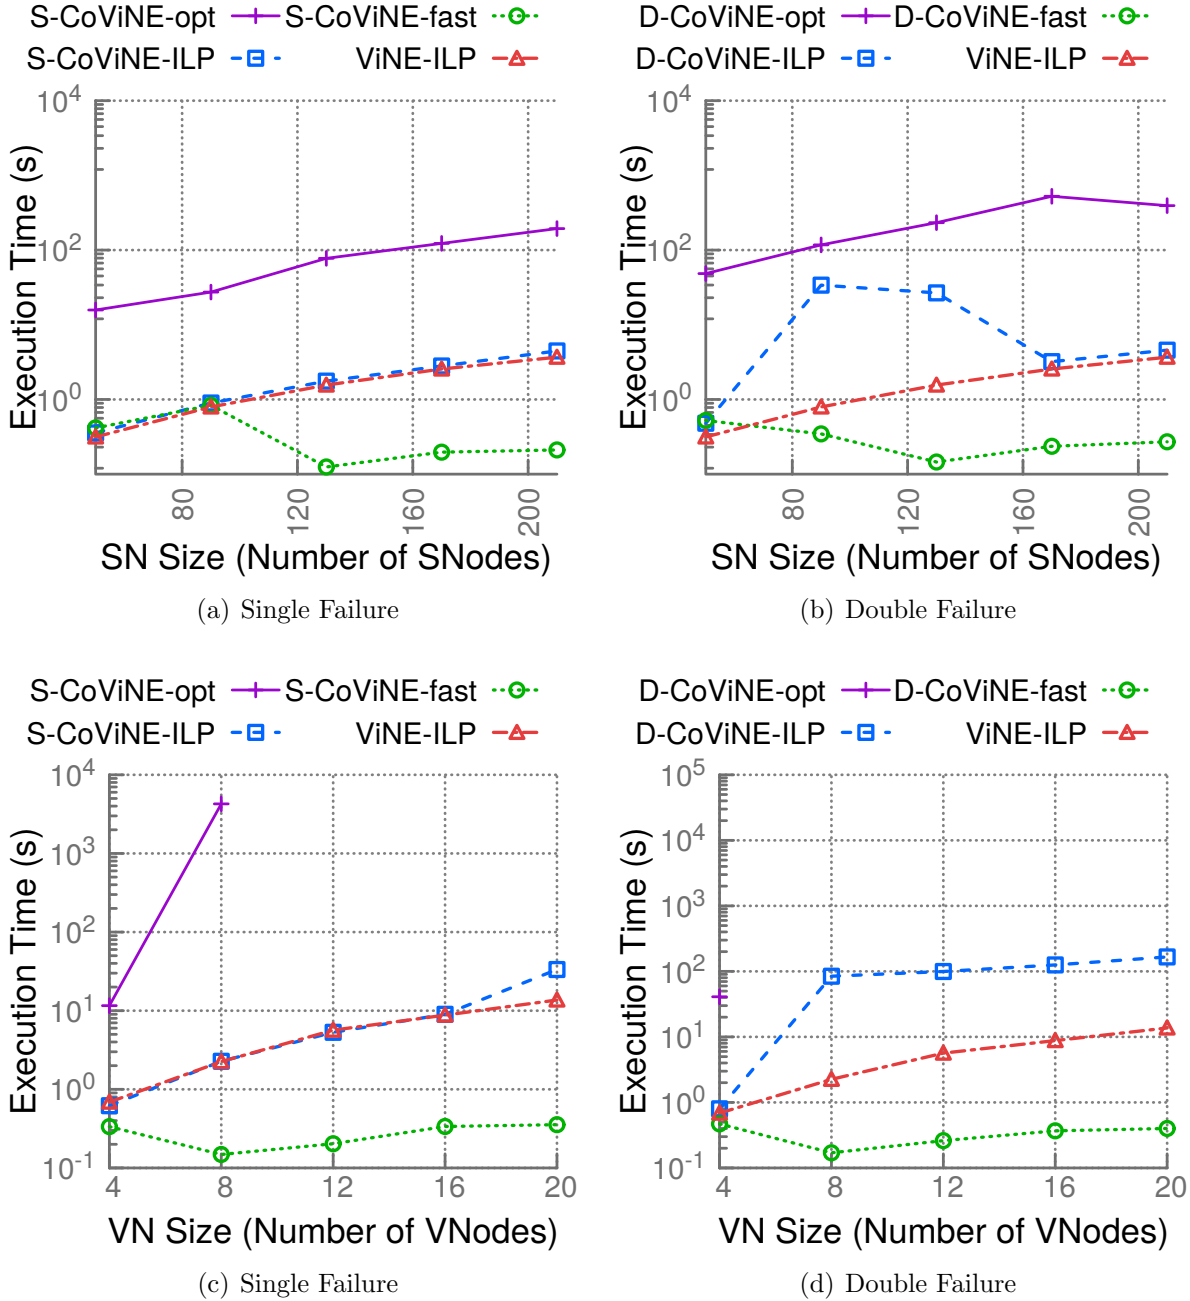 S-CoViNE-opt S-CoViNE-fast
S-CoViNE-ILP ViNE-ILP
10^4
10^2
10^0
Execution Time (s)
80 120 160 200
SN Size (Number of SNodes)
(a) Single Failure
D-CoViNE-opt D-CoViNE-fast
D-CoViNE-ILP ViNE-ILP
10^4
10^2
10^0
Execution Time (s)
80 120 160 200
SN Size (Number of SNodes)
(b) Double Failure
S-CoViNE-opt S-CoViNE-fast
S-CoViNE-ILP ViNE-ILP
10^4
10^3
10^2
10^1
10^0
10^-1
Execution Time (s)
4 8 12 16 20
VN Size (Number of VNodes)
(c) Single Failure
D-CoViNE-opt D-CoViNE-fast
D-CoViNE-ILP ViNE-ILP
10^5
10^4
10^3
10^2
10^1
10^0
10^-1
Execution Time (s)
4 8 12 16 20
VN Size (Number of VNodes)
(d) Double Failure